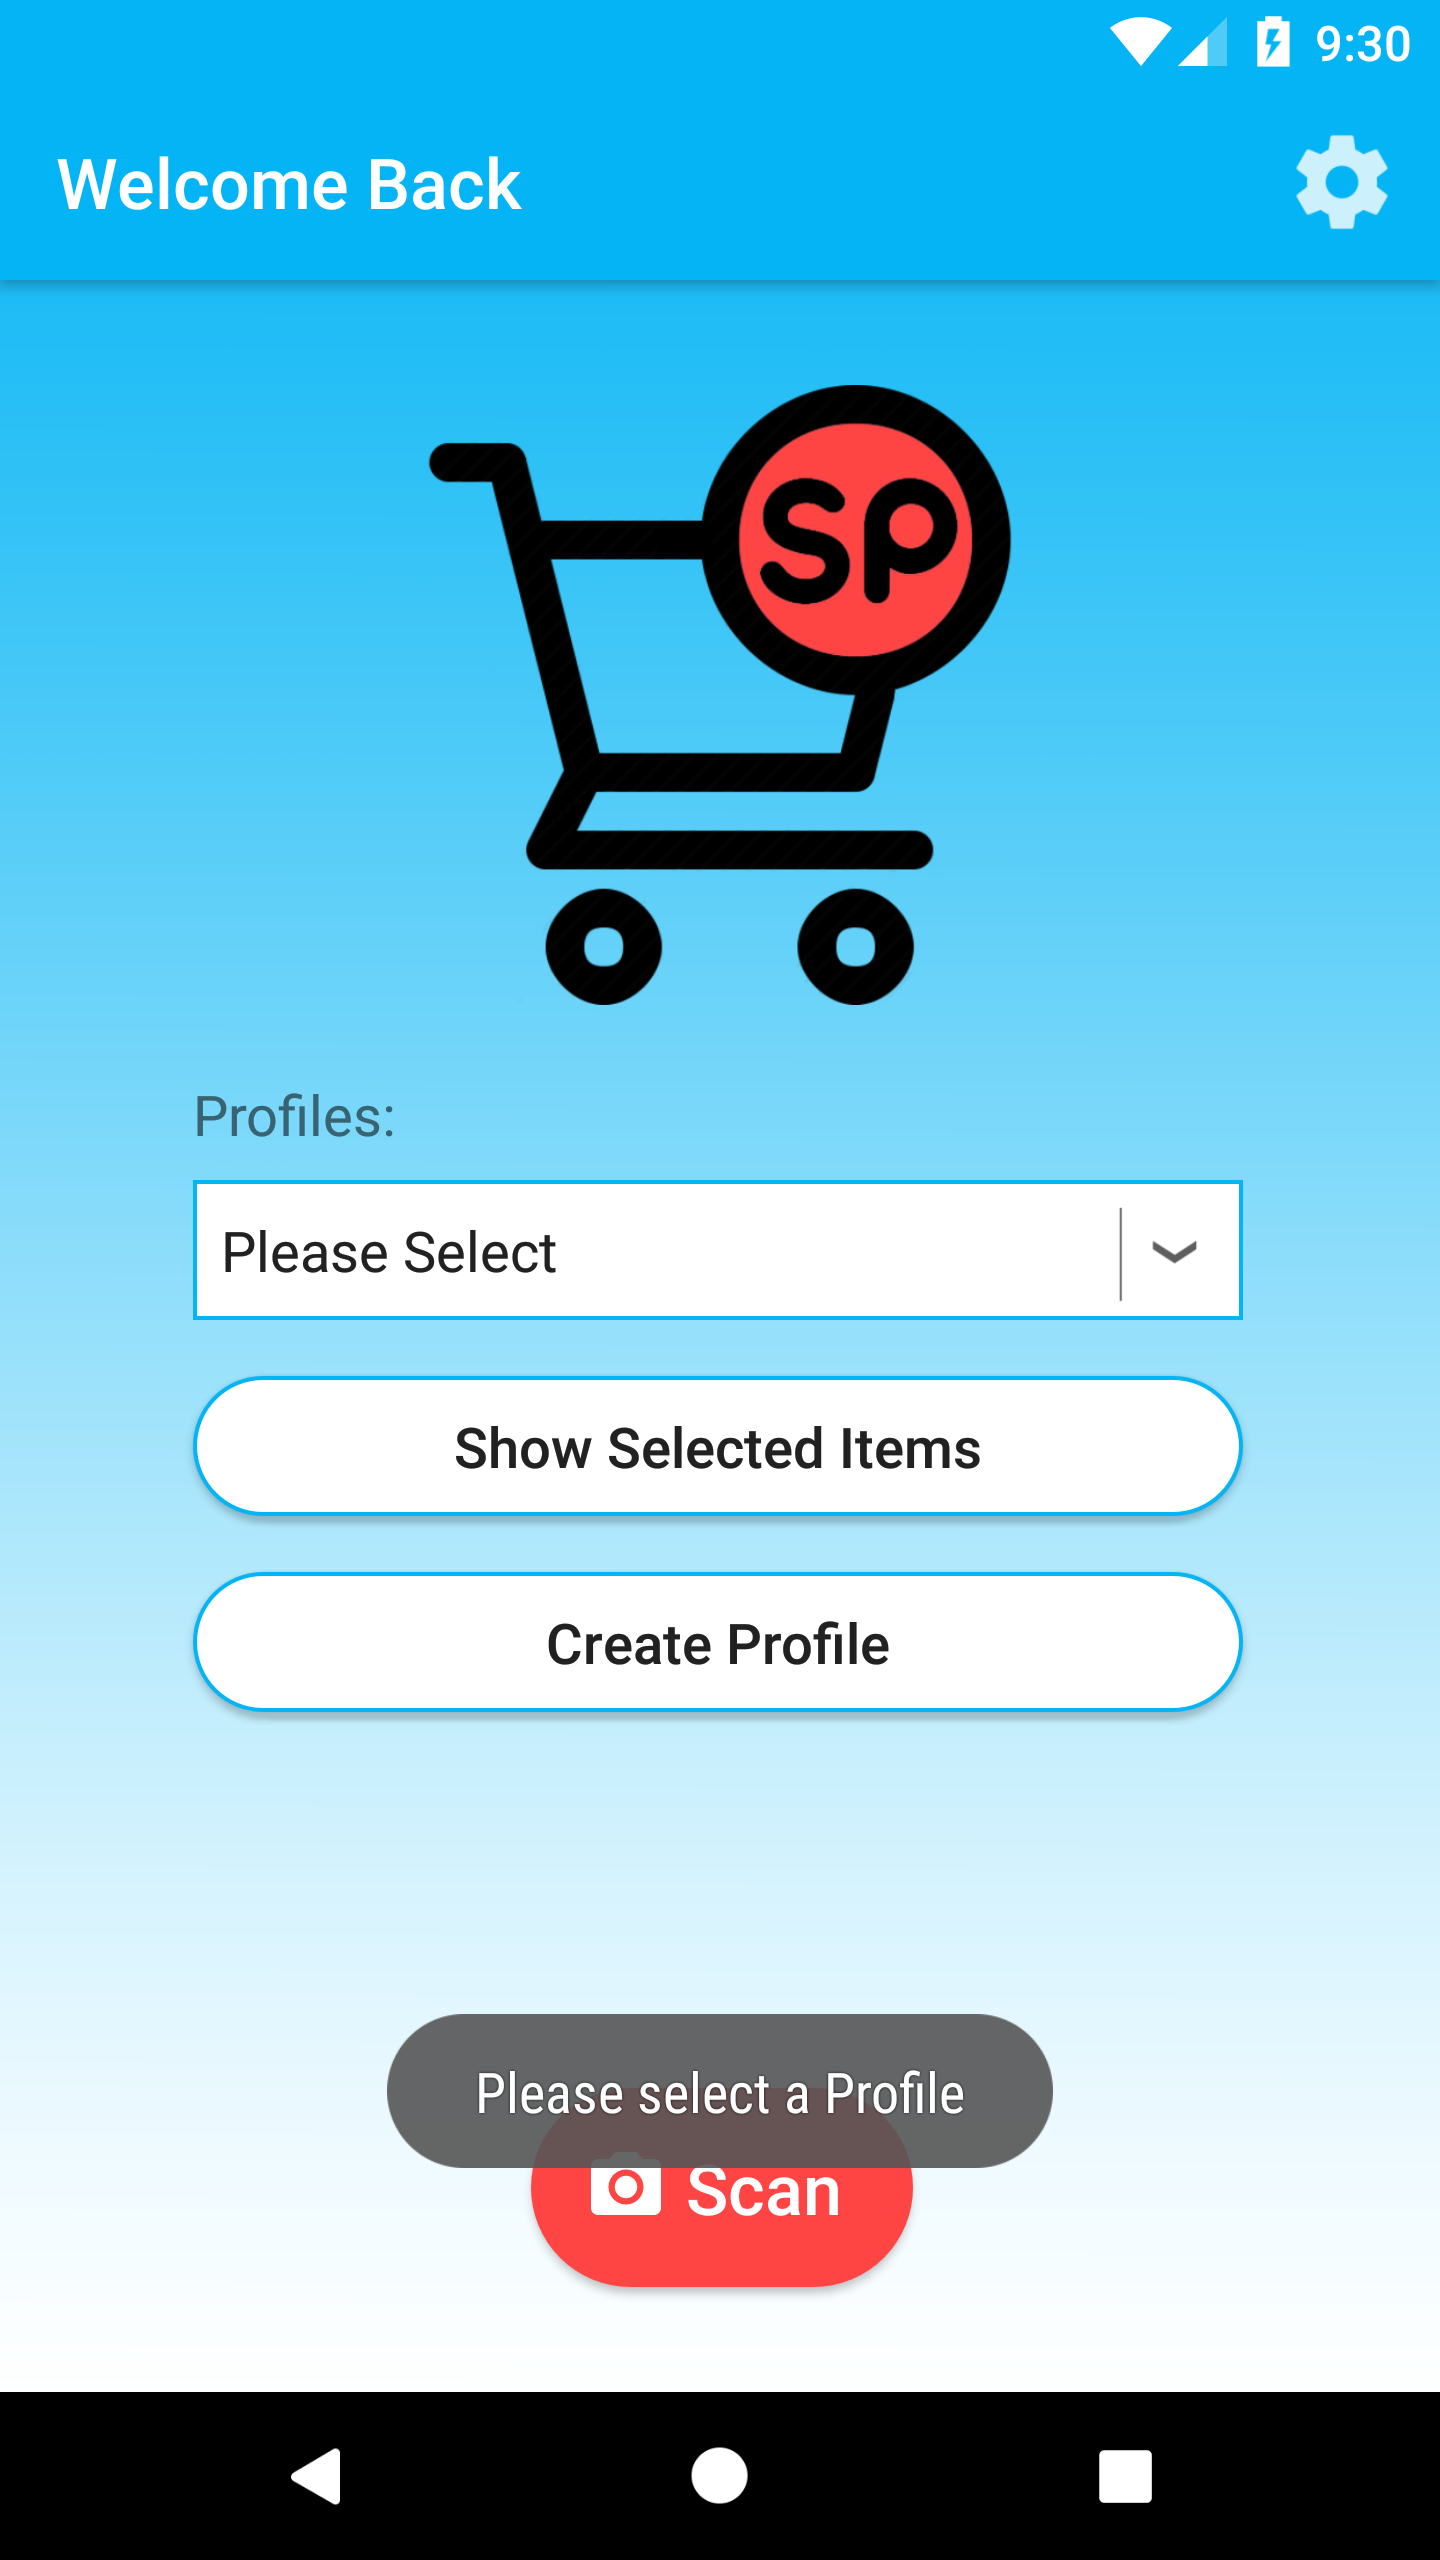 9:30
Welcome Back
SP
Profiles:
Please Select
Show Selected Items
Create Profile
Please select a Profile
Scan